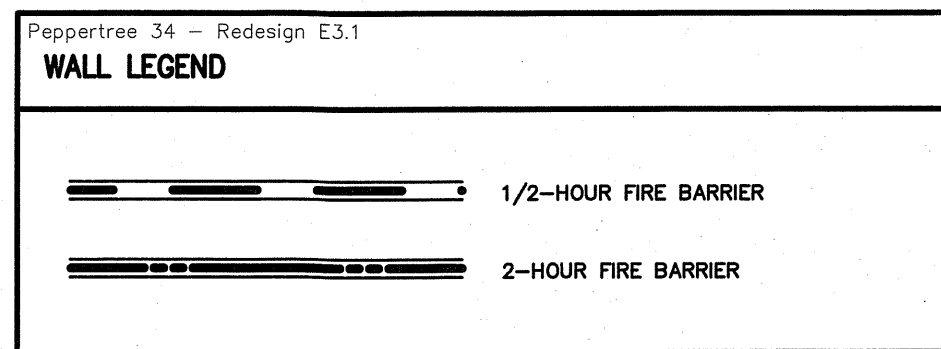 Peppertree 34 – Redesign E3.1
WALL LEGEND
1/2–HOUR FIRE BARRIER
2–HOUR FIRE BARRIER